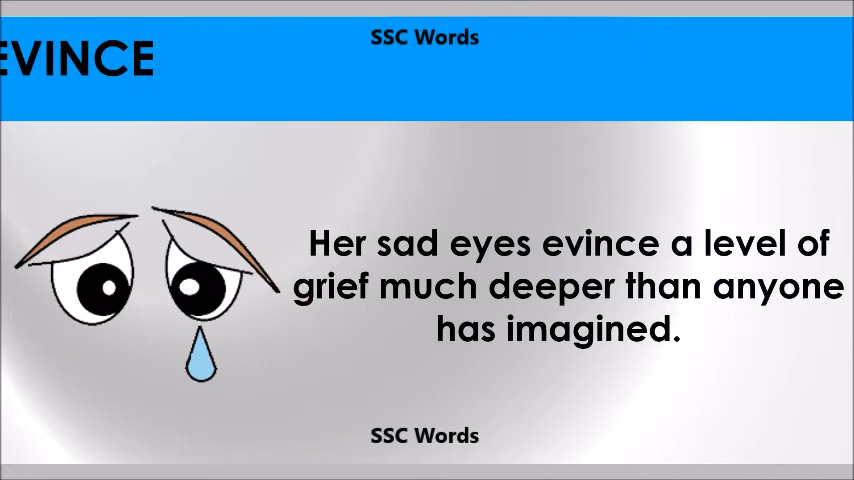 SSC Words
EVINCE
Her sad eyes evince a level of
grief much deeper than anyone
has imagined.
SSC Words